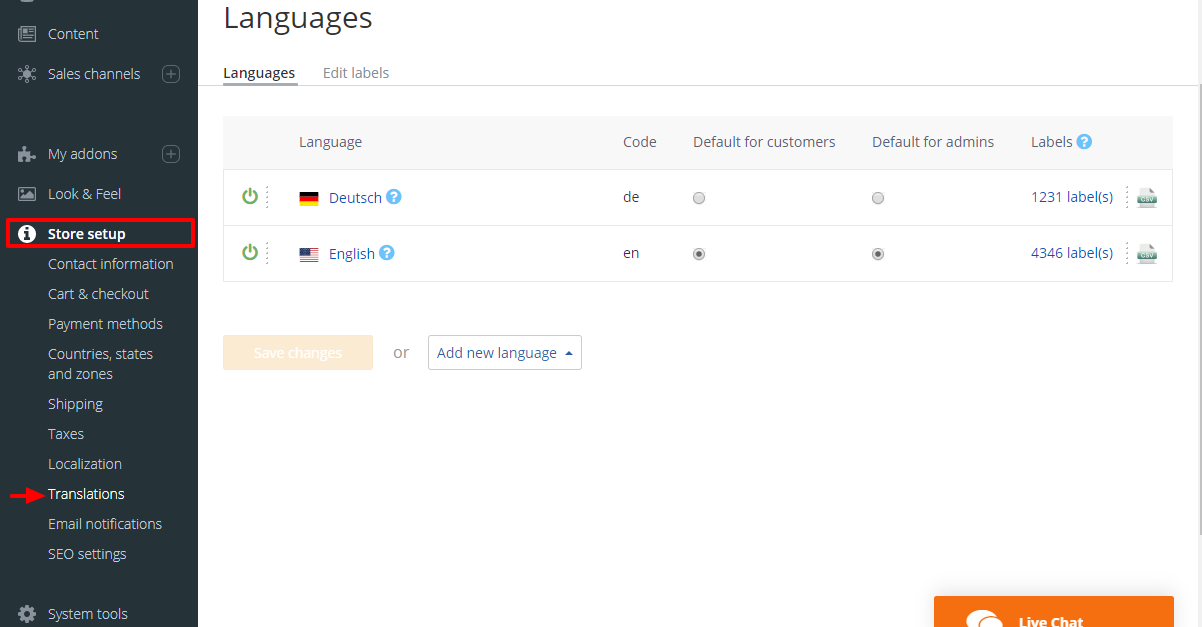 Content
Sales channels
My addons
Look & Feel
Store setup
Contact information
Cart & checkout
Payment methods
Countries, states
and zones
Shipping
Taxes
Localization
Translations
Email notifications
SEO settings
System tools
Languages
Languages Edit labels
Language Code Default for customers Default for admins Labels ?
Deutsch ? de 1231 label(s) CSV
English ? en 4346 label(s) CSV
Save changes or Add new language
Live Chat